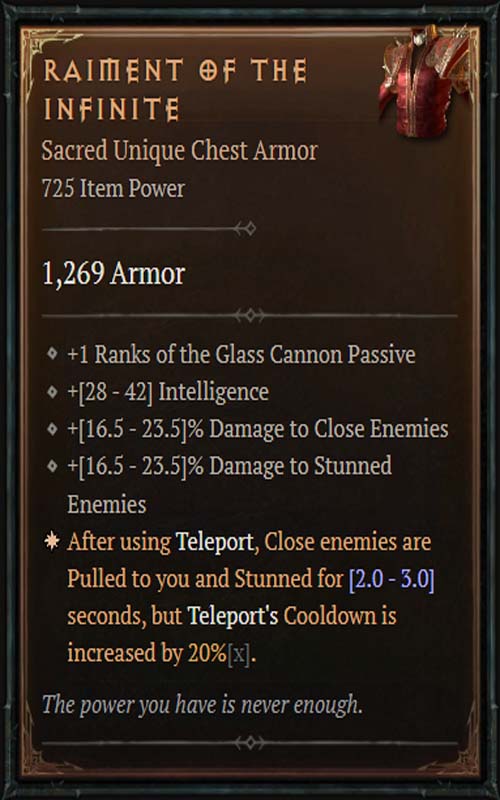 RAIMENT OF THE
INFINITE
Sacred Unique Chest Armor
725 Item Power
1,269 Armor
+1 Ranks of the Glass Cannon Passive
+[28 - 42] Intelligence
+[16.5 - 23.5]% Damage to Close Enemies
+[16.5 - 23.5]% Damage to Stunned
Enemies
After using Teleport, Close enemies are
Pulled to you and Stunned for [2.0 - 3.0]
seconds, but Teleport's Cooldown is
increased by 20%[x].
The power you have is never enough.